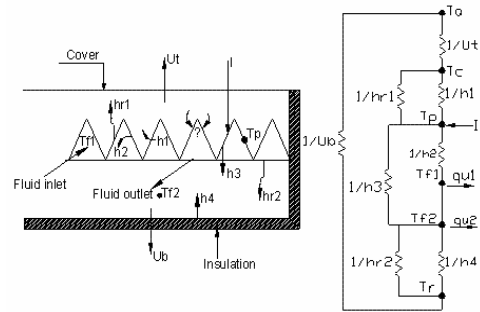 Cover
Ut
I
hr1
Tf1
h2
h1
?
Tp
Fluid inlet
Fluid outlet
h3
hr2
Tf2
h4
Ub
Insulation
Ta
1/Ut
Tc
1/hr1
1/h1
Tp
I
1/Ub
1/h2
1/h3
Tf1
qu1
Tf2
qu2
1/hr2
1/h4
Tr